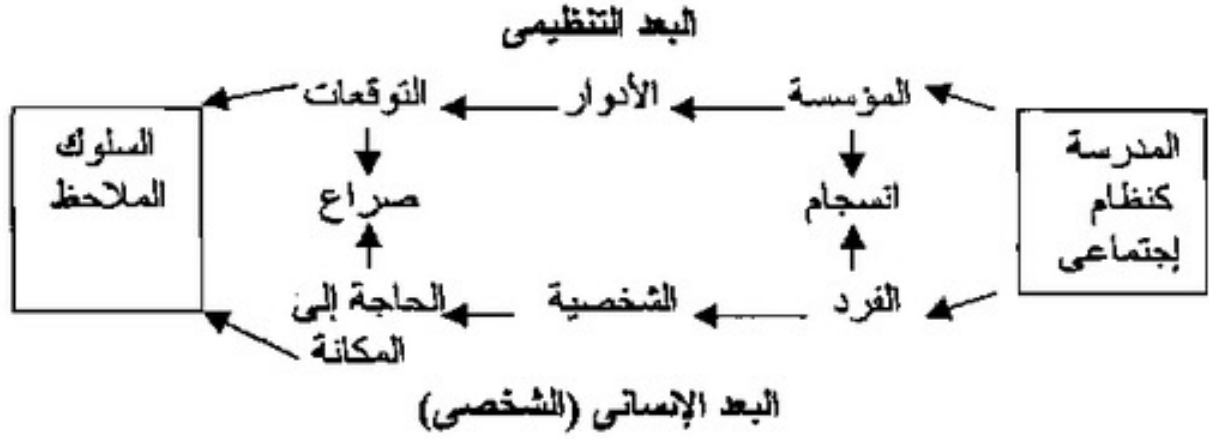 البعد التنظيمى
المدرسة
كنظام
إجتماعى
المؤسسة
الأدوار
التوقعات
انسجام
صراع
الفرد
الشخصية
الحاجة إلى
المكانة
السلوك
الملاحظ
البعد الإنسانى (الشخصى)